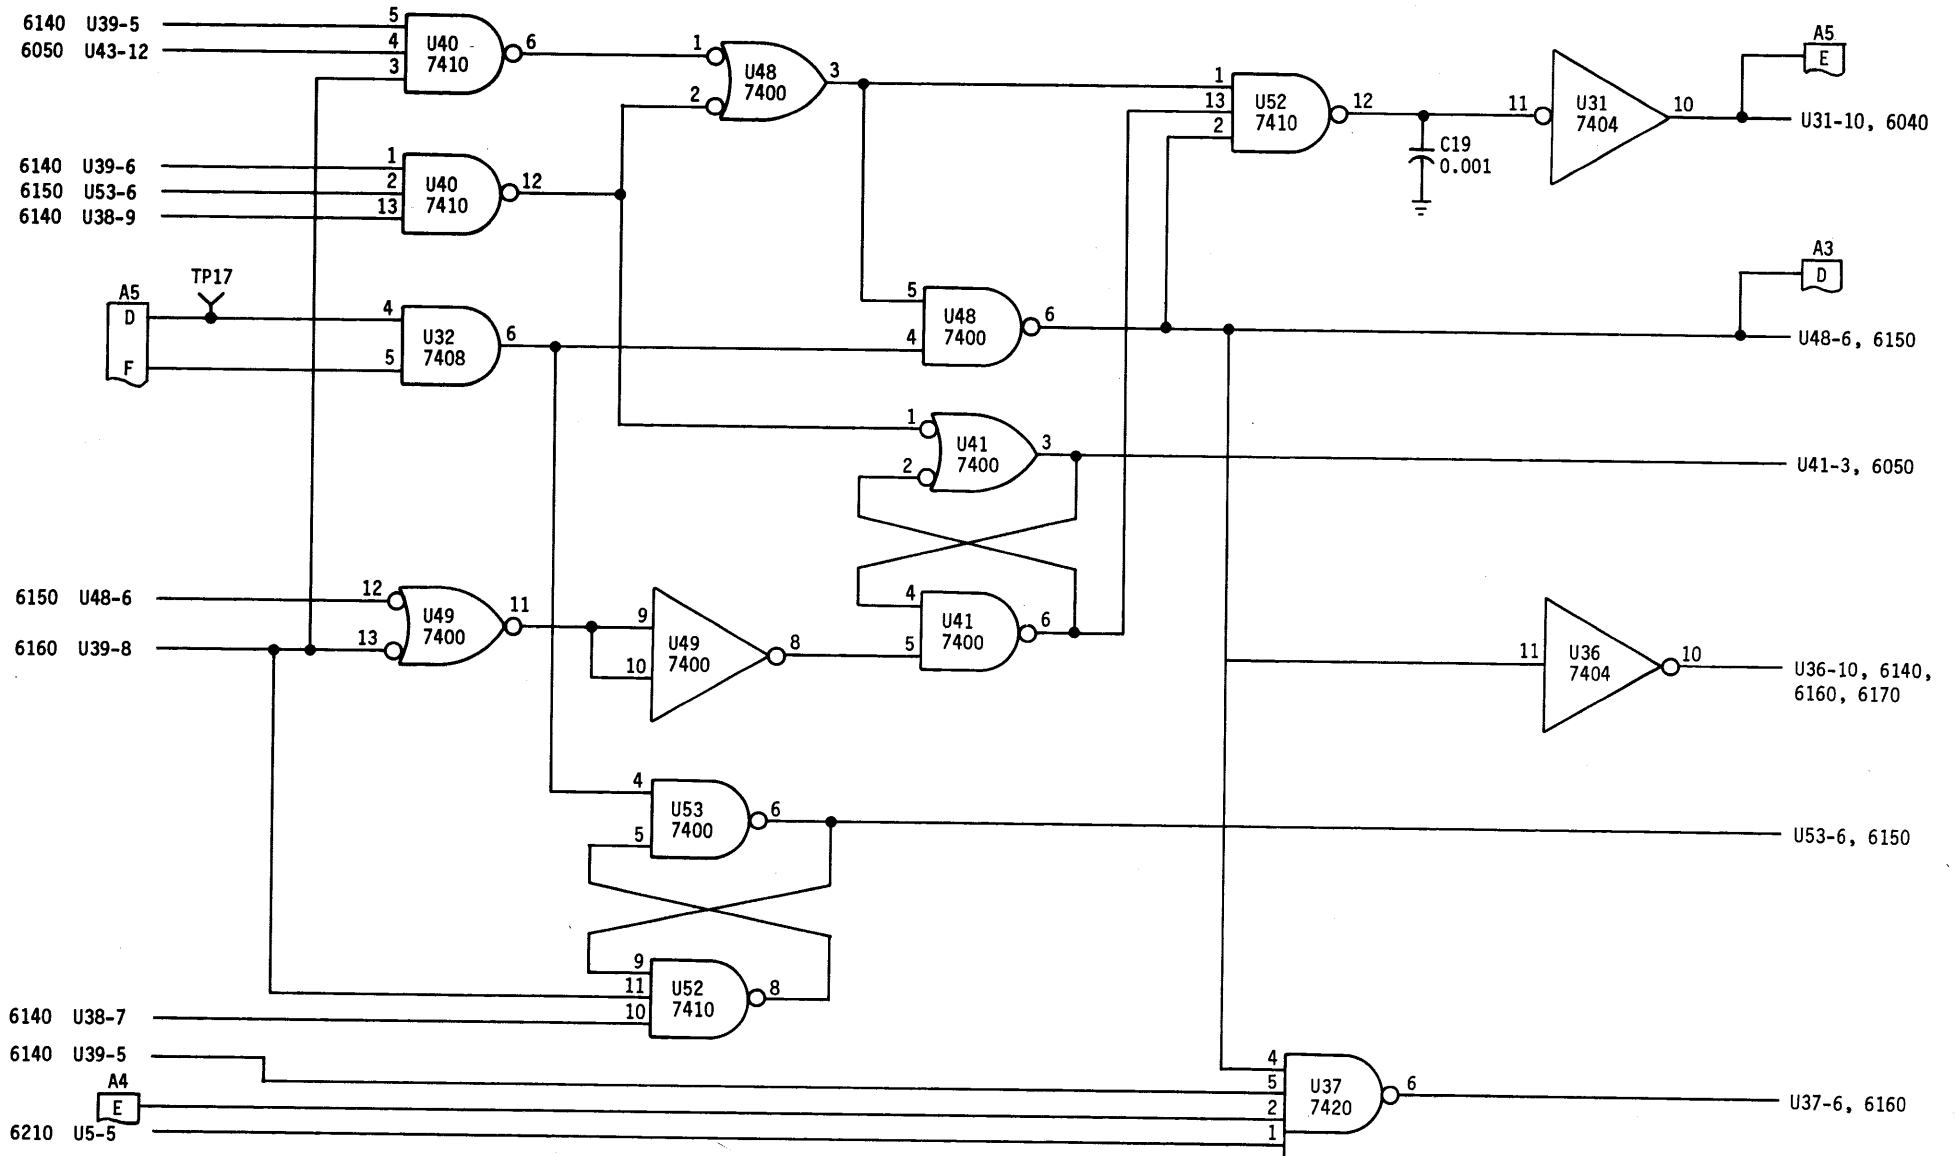 6140 U39-5
6050 U43-12
5
4
3
U40
7410
6
1
2
U48
7400
3
1
13
2
U52
7410
12
C19
0.001
11
U31
7404
10
A5
E
U31-10, 6040
6140 U39-6
6150 U53-6
6140 U38-9
1
2
13
U40
7410
12
A5
D
F
TP17
4
5
U32
7408
6
5
4
U48
7400
6
A3
D
U48-6, 6150
1
2
U41
7400
3
U41-3, 6050
6150 U48-6
6160 U39-8
12
13
U49
7400
11
9
10
U49
7400
8
4
5
U41
7400
6
11
U36
7404
10
U36-10, 6140,
6160, 6170
4
5
U53
7400
6
U53-6, 6150
9
11
10
U52
7410
8
6140 U38-7
6140 U39-5
A4
E
6210 U5-5
4
5
2
1
U37
7420
6
U37-6, 6160